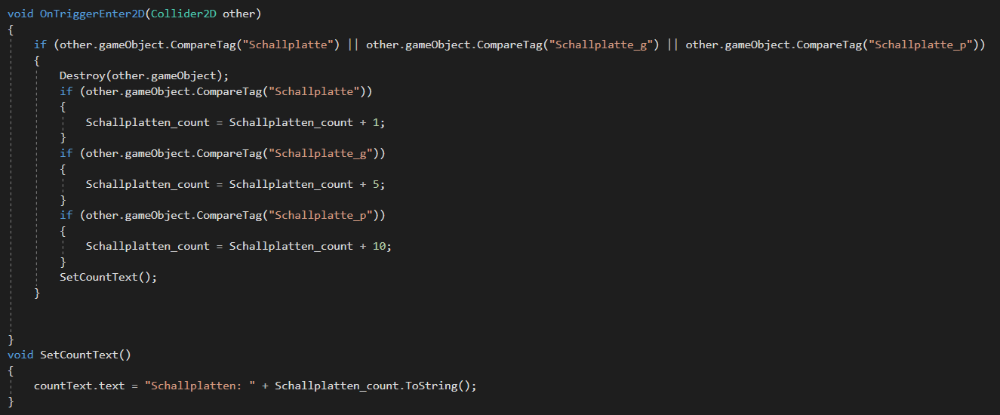 void OnTriggerEnter2D(Collider2D other)
{
if (other.gameObject.CompareTag("Schallplatte") || other.gameObject.CompareTag("Schallplatte_g") || other.gameObject.CompareTag("Schallplatte_p"))
{
Destroy(other.gameObject);
if (other.gameObject.CompareTag("Schallplatte"))
{
Schallplatten_count = Schallplatten_count + 1;
}
if (other.gameObject.CompareTag("Schallplatte_g"))
{
Schallplatten_count = Schallplatten_count + 5;
}
if (other.gameObject.CompareTag("Schallplatte_p"))
{
Schallplatten_count = Schallplatten_count + 10;
}
SetCountText();
}
}
void SetCountText()
{
countText.text = "Schallplatten: " + Schallplatten_count.ToString();
}